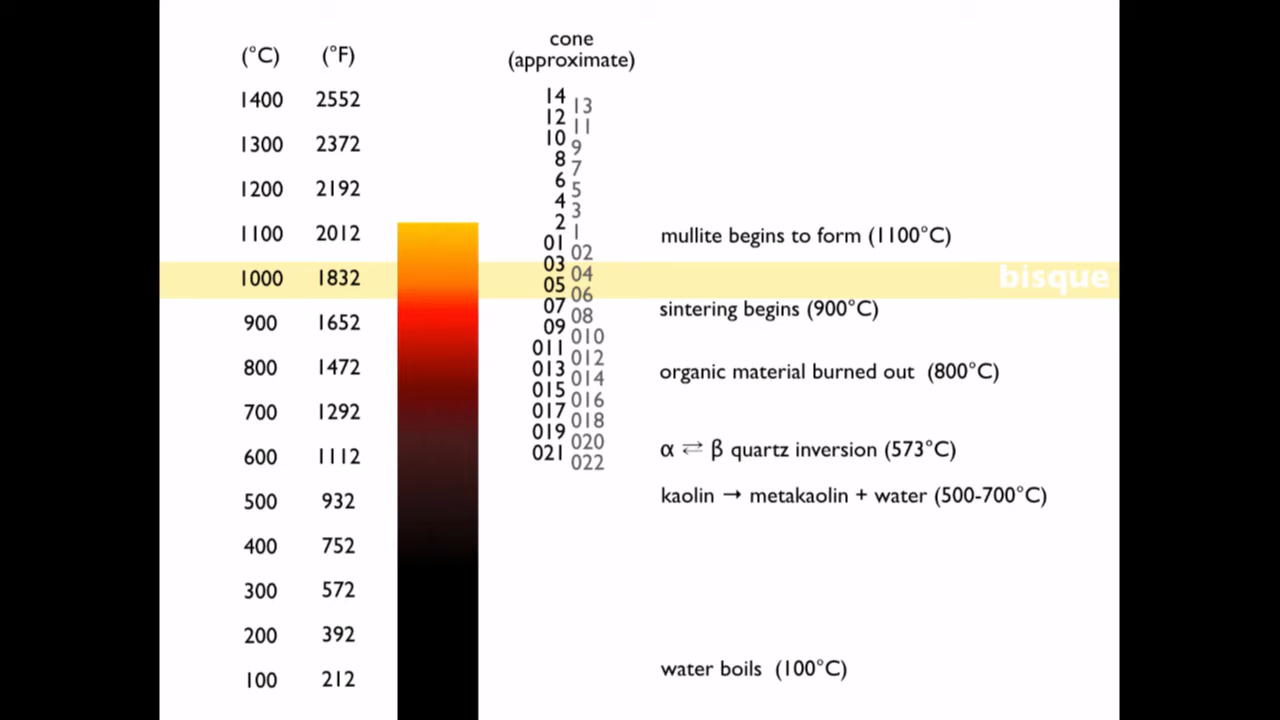 cone
(°C) (°F) (approximate)
1400 2552 14
13
12
11
10
1300 2372 9
8
7
6
1200 2192 5
4
3
2
1100 2012 1 mullite begins to form (1100°C)
01
02
03
1000 1832 04 bisque
05
06
07 sintering begins (900°C)
08
900 1652 09
010
011
012
800 1472 013 organic material burned out (800°C)
014
015
016
700 1292 017
018
019
020
600 1112 021 α ⇄ β quartz inversion (573°C)
022
500 932 kaolin → metakaolin + water (500-700°C)
400 752
300 572
200 392
100 212 water boils (100°C)